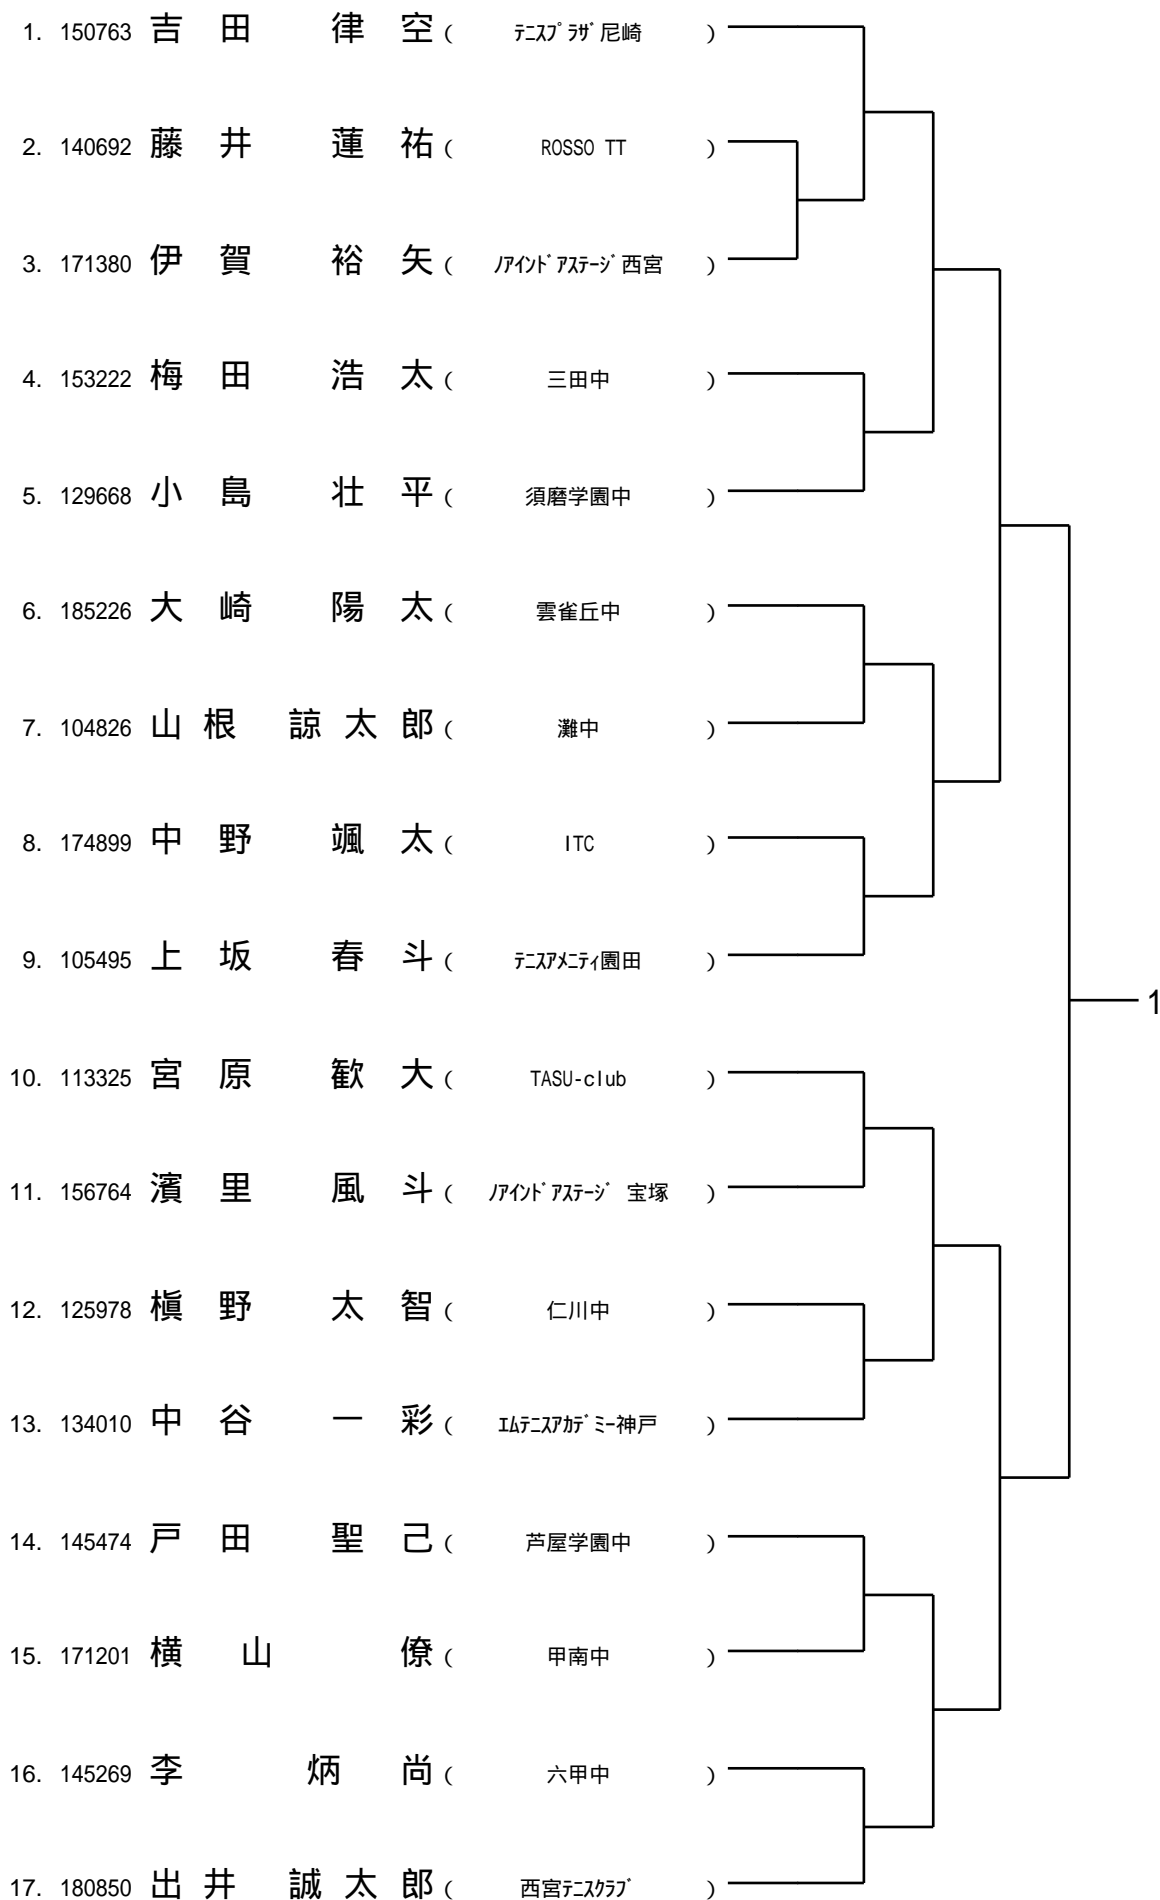 1. 150763 吉田 律空 ( ﾃﾆｽﾌﾟﾗｻﾞ尼崎 )
2. 140692 藤井 蓮祐 ( ROSSO TT )
3. 171380 伊賀 裕矢 ( ﾉｱｲﾝﾄﾞｱｽﾃｰｼﾞ西宮 )
4. 153222 梅田 浩太 ( 三田中 )
5. 129668 小島 壮平 ( 須磨学園中 )
6. 185226 大崎 陽太 ( 雲雀丘中 )
7. 104826 山根 諒太郎 ( 灘中 )
8. 174899 中野 颯太 ( ITC )
9. 105495 上坂 春斗 ( ﾃﾆｽｱﾒﾆﾃｨ園田 )
1
10. 113325 宮原 歓大 ( TASU-club )
11. 156764 濱里 風斗 ( ﾉｱｲﾝﾄﾞｱｽﾃｰｼﾞ 宝塚 )
12. 125978 槇野 太智 ( 仁川中 )
13. 134010 中谷 一彩 ( ｴﾑﾃﾆｽｱｶﾃﾞﾐｰ神戸 )
14. 145474 戸田 聖己 ( 芦屋学園中 )
15. 171201 横山 僚 ( 甲南中 )
16. 145269 李 炳尚 ( 六甲中 )
17. 180850 出井 誠太郎 ( 西宮ﾃﾆｽｸﾗﾌﾞ )